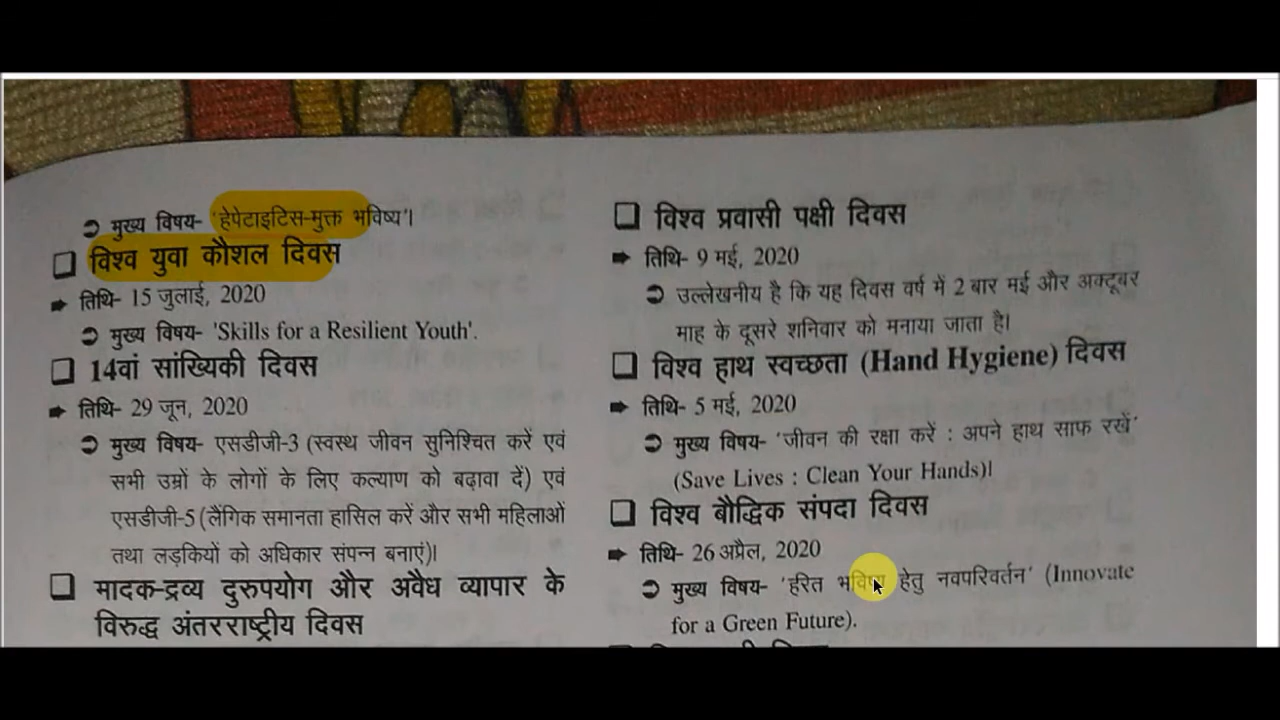 ➲ मुख्य विषय- 'हेपेटाइटिस-मुक्त भविष्य'।
❑ विश्व युवा कौशल दिवस
➡ तिथि- 15 जुलाई, 2020
➲ मुख्य विषय- 'Skills for a Resilient Youth'.
❑ 14वां सांख्यिकी दिवस
➡ तिथि- 29 जून, 2020
➲ मुख्य विषय- एसडीजी-3 (स्वस्थ जीवन सुनिश्चित करें एवं
सभी उम्रों के लोगों के लिए कल्याण को बढ़ावा दें) एवं
एसडीजी-5 (लैंगिक समानता हासिल करें और सभी महिलाओं
तथा लड़कियों को अधिकार संपन्न बनाएं)।
❑ मादक-द्रव्य दुरुपयोग और अवैध व्यापार के
विरुद्ध अंतरराष्ट्रीय दिवस
❑ विश्व प्रवासी पक्षी दिवस
➡ तिथि- 9 मई, 2020
➲ उल्लेखनीय है कि यह दिवस वर्ष में 2 बार मई और अक्टूबर
माह के दूसरे शनिवार को मनाया जाता है।
❑ विश्व हाथ स्वच्छता (Hand Hygiene) दिवस
➡ तिथि- 5 मई, 2020
➲ मुख्य विषय- 'जीवन की रक्षा करें : अपने हाथ साफ रखें'
(Save Lives : Clean Your Hands)।
❑ विश्व बौद्धिक संपदा दिवस
➡ तिथि- 26 अप्रैल, 2020
➲ मुख्य विषय- 'हरित भविष्य हेतु नवपरिवर्तन' (Innovate
for a Green Future).